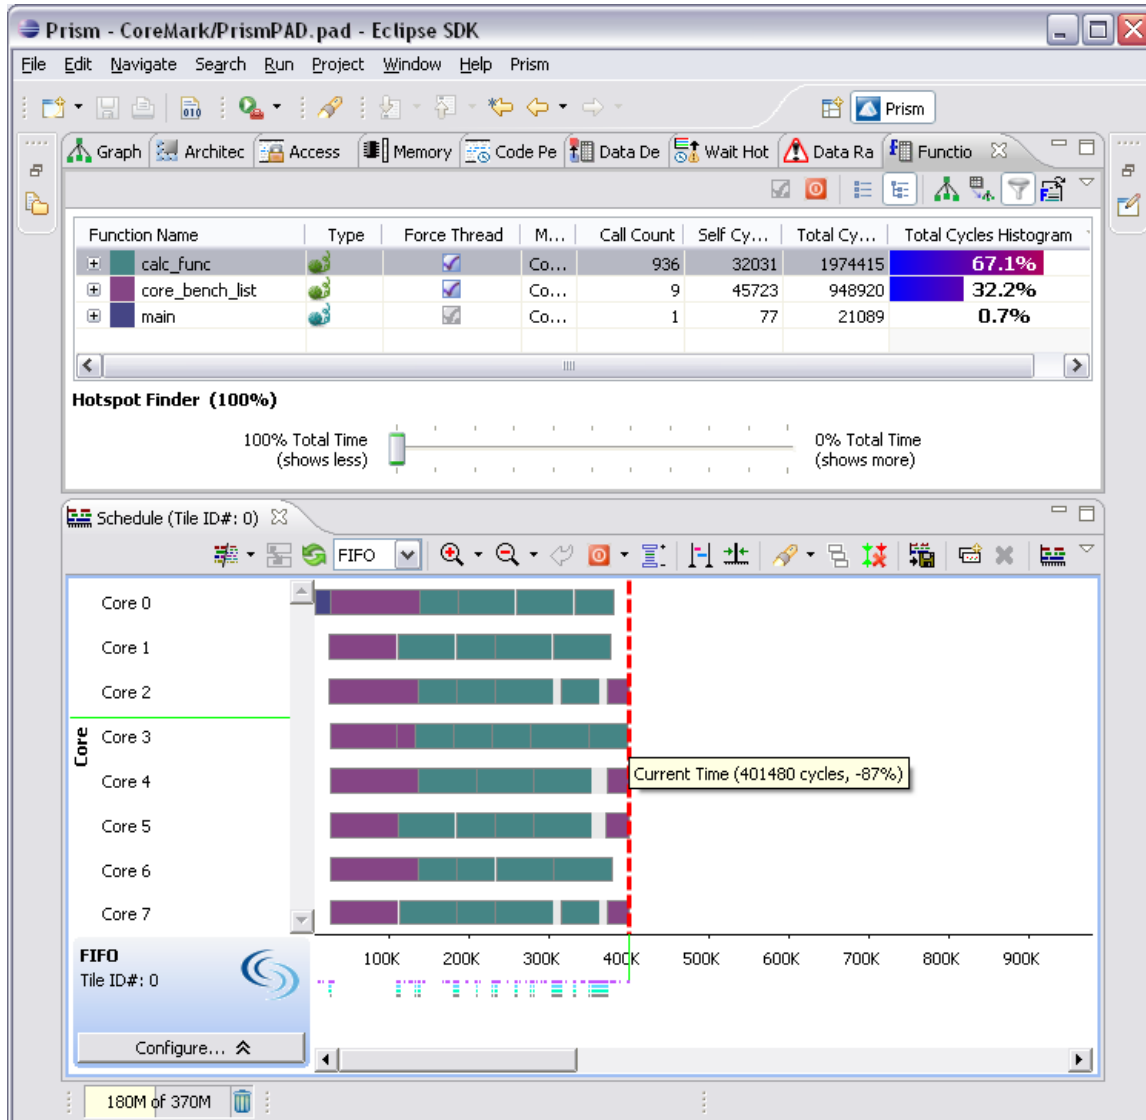 Prism - CoreMark/PrismPAD.pad - Eclipse SDK
File Edit Navigate Search Run Project Window Help Prism
010
Prism
Graph Architec Access Memory Code Pe Data De Wait Hot Data Ra Functio
Function Name Type Force Thread M... Call Count Self Cy... Total Cy... Total Cycles Histogram
calc_func Co... 936 32031 1974415 67.1%
core_bench_list Co... 9 45723 948920 32.2%
main Co... 1 77 21089 0.7%
Hotspot Finder (100%)
100% Total Time 0% Total Time
(shows less) (shows more)
Schedule (Tile ID#: 0)
FIFO
Core 0
Core 1
Core 2
Core
Core 3
Core 4
Current Time (401480 cycles, -87%)
Core 5
Core 6
Core 7
100K 200K 300K 400K 500K 600K 700K 800K 900K
FIFO
Tile ID#: 0
Configure...
180M of 370M